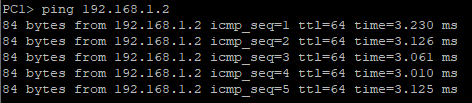 PC1> ping 192.168.1.2
84 bytes from 192.168.1.2 icmp_seq=1 ttl=64 time=3.230 ms
84 bytes from 192.168.1.2 icmp_seq=2 ttl=64 time=3.126 ms
84 bytes from 192.168.1.2 icmp_seq=3 ttl=64 time=3.061 ms
84 bytes from 192.168.1.2 icmp_seq=4 ttl=64 time=3.010 ms
84 bytes from 192.168.1.2 icmp_seq=5 ttl=64 time=3.125 ms